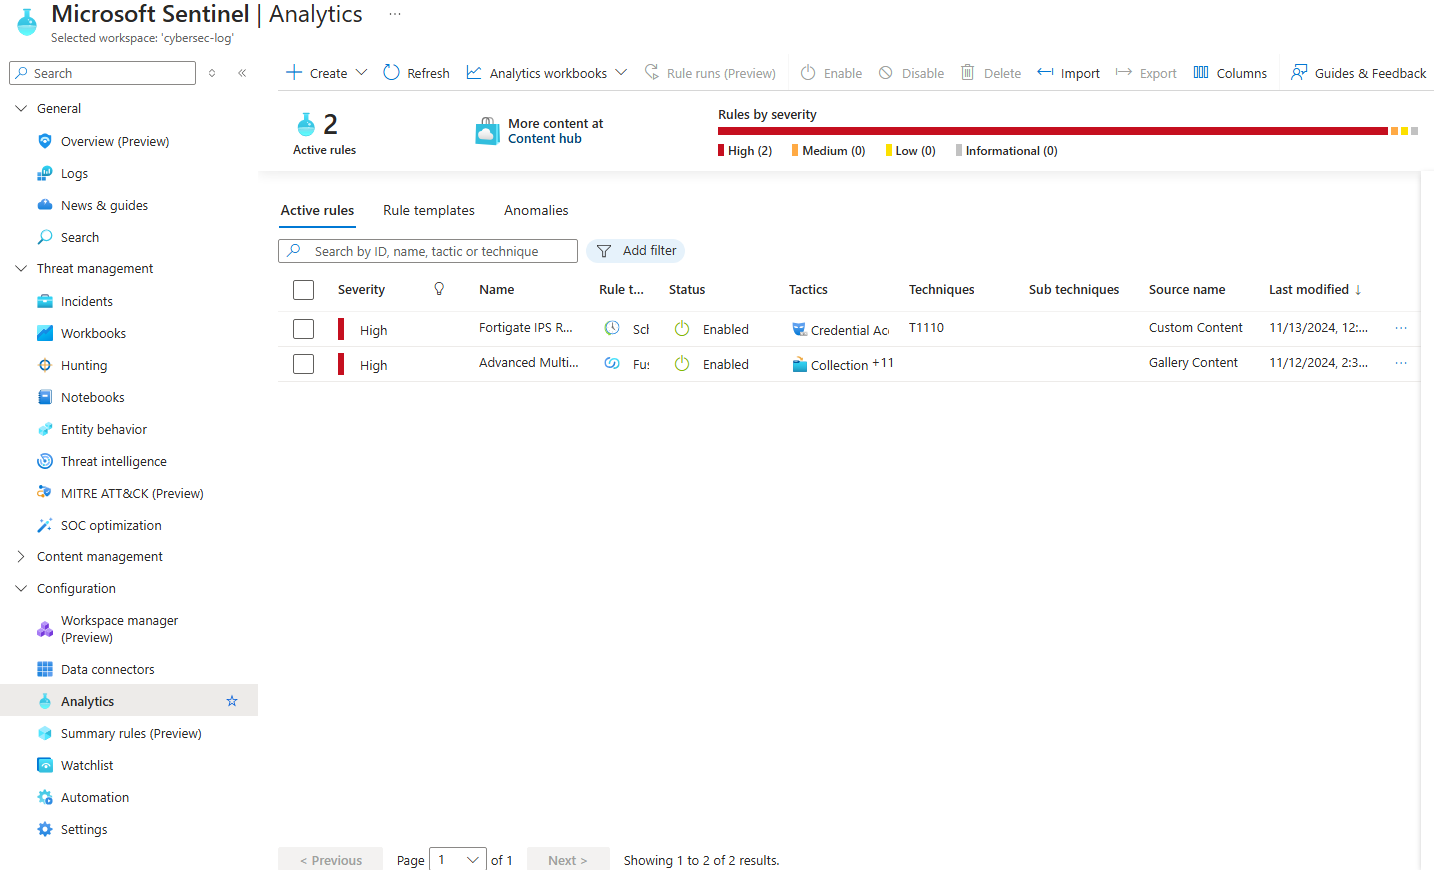 Microsoft Sentinel | Analytics ...
Selected workspace: 'cybersec-log'
Search
Create
Refresh
Analytics workbooks
Rule runs (Preview)
Enable
Disable
Delete
Import
Export
Columns
Guides & Feedback
General
Overview (Preview)
Logs
News & guides
Search
Threat management
Incidents
Workbooks
Hunting
Notebooks
Entity behavior
Threat intelligence
MITRE ATT&CK (Preview)
SOC optimization
Content management
Configuration
Workspace manager
(Preview)
Data connectors
Analytics
Summary rules (Preview)
Watchlist
Automation
Settings
2
Active rules
More content at
Content hub
Rules by severity
High (2) Medium (0) Low (0) Informational (0)
Active rules Rule templates Anomalies
Search by ID, name, tactic or technique
Add filter
Severity Name Rule t... Status Tactics Techniques Sub techniques Source name Last modified ↓
High Fortigate IPS R... Sch Enabled Credential Acc T1110 Custom Content 11/13/2024, 12:... ...
High Advanced Multi... Fus Enabled Collection +11 Gallery Content 11/12/2024, 2:3... ...
< Previous Page 1 of 1 Next > Showing 1 to 2 of 2 results.